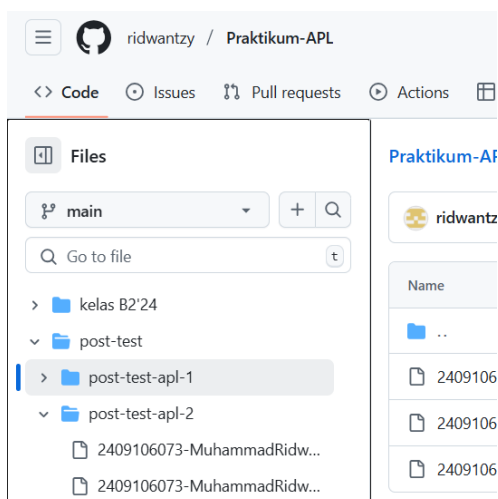 ridwantzy / Praktikum-APL
Code Issues Pull requests Actions
Files
main
Go to file t
kelas B2'24
post-test
post-test-apl-1
post-test-apl-2
2409106073-MuhammadRidw...
2409106073-MuhammadRidw...
Praktikum-AP
ridwantz
Name
..
2409106
2409106
2409106